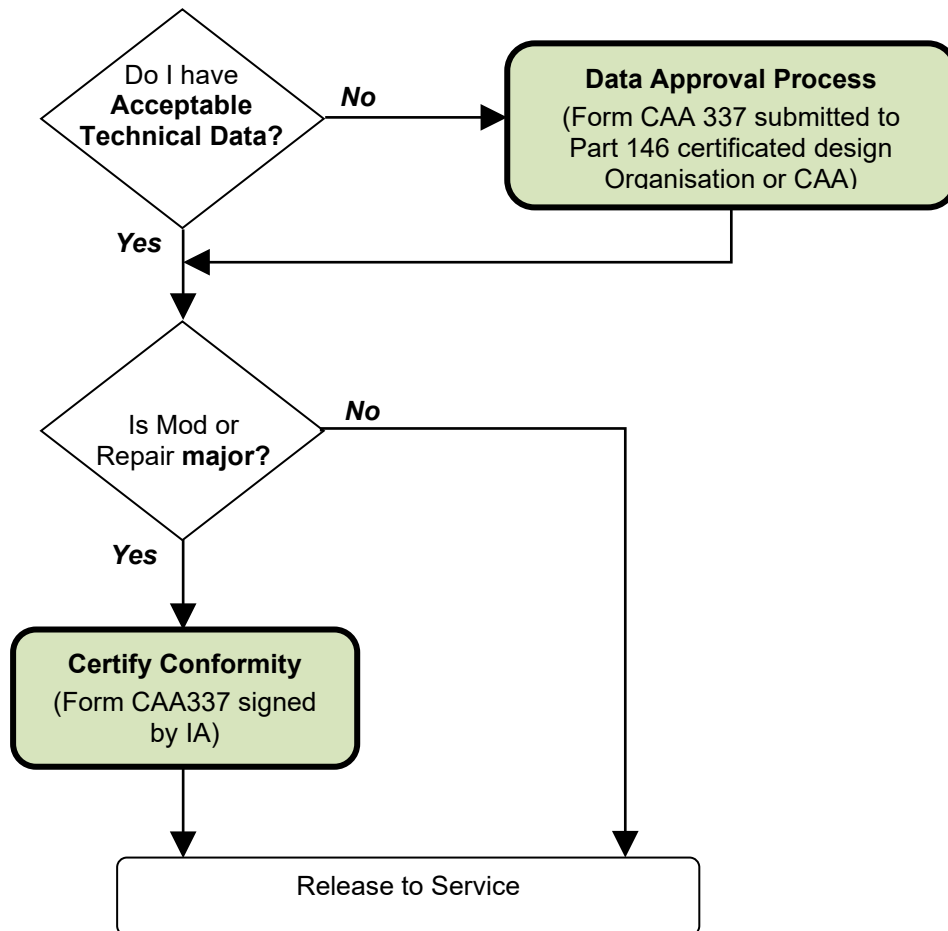 Do I have
Acceptable
Technical Data?
No
Data Approval Process
(Form CAA 337 submitted to
Part 146 certificated design
Organisation or CAA)
Yes
Is Mod or
Repair major?
No
Yes
Certify Conformity
(Form CAA337 signed
by IA)
Release to Service